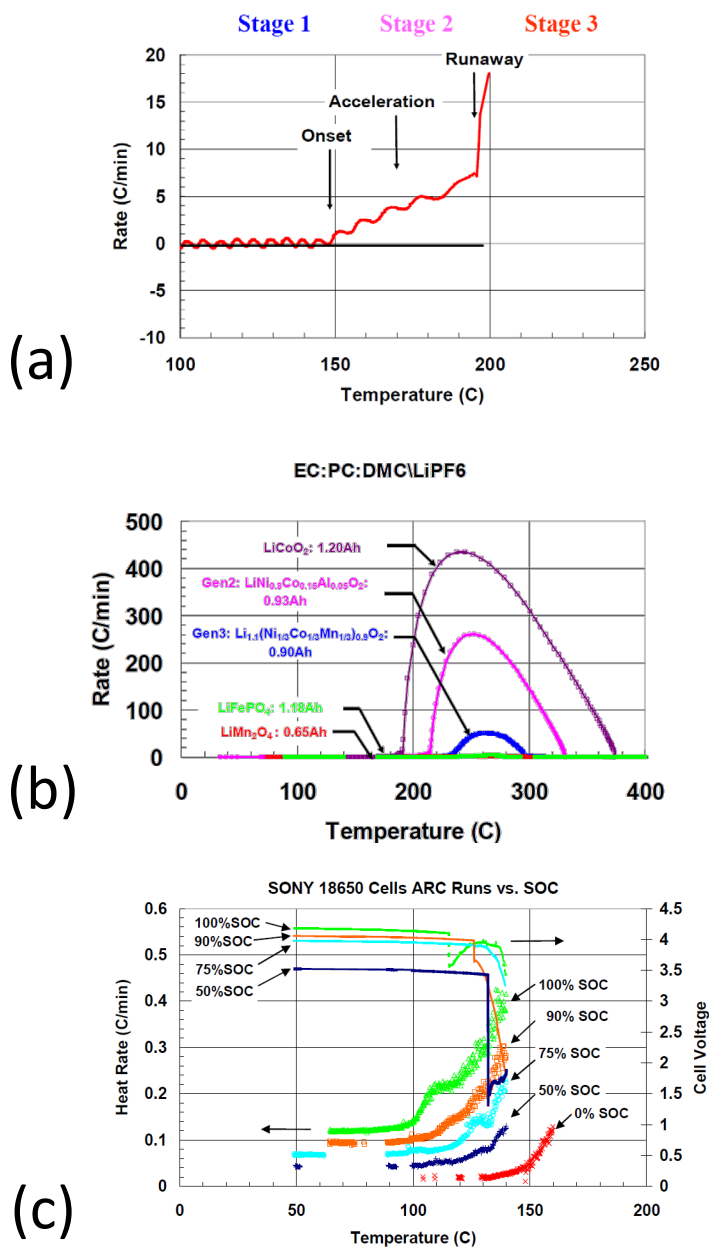 Stage 1 Stage 2 Stage 3
20
15
10
5
0
-5
-10
Rate (C/min)
Runaway
Acceleration
Onset
100 150 200 250
Temperature (C)
(a)
EC:PC:DMC\LiPF6
500
400
300
200
100
0
Rate (C/min)
LiCoO₂: 1.20Ah
Gen2: LiNi₀.₈Co₀.₁₅Al₀.₀₅O₂:
0.93Ah
Gen3: Li₁.₁(Ni₁/₃Co₁/₃Mn₁/₃)₀.₉O₂:
0.90Ah
LiFePO₄: 1.18Ah
LiMn₂O₄ : 0.65Ah
0 100 200 300 400
Temperature (C)
(b)
SONY 18650 Cells ARC Runs vs. SOC
0.6
0.5
0.4
0.3
0.2
0.1
0
Heat Rate (C/min)
100%SOC
90%SOC
75%SOC
50%SOC
100% SOC
90% SOC
75% SOC
50% SOC
0% SOC
4.5
4
3.5
3
2.5
2
1.5
1
0.5
0
Cell Voltage
0 50 100 150 200
Temperature (C)
(c)